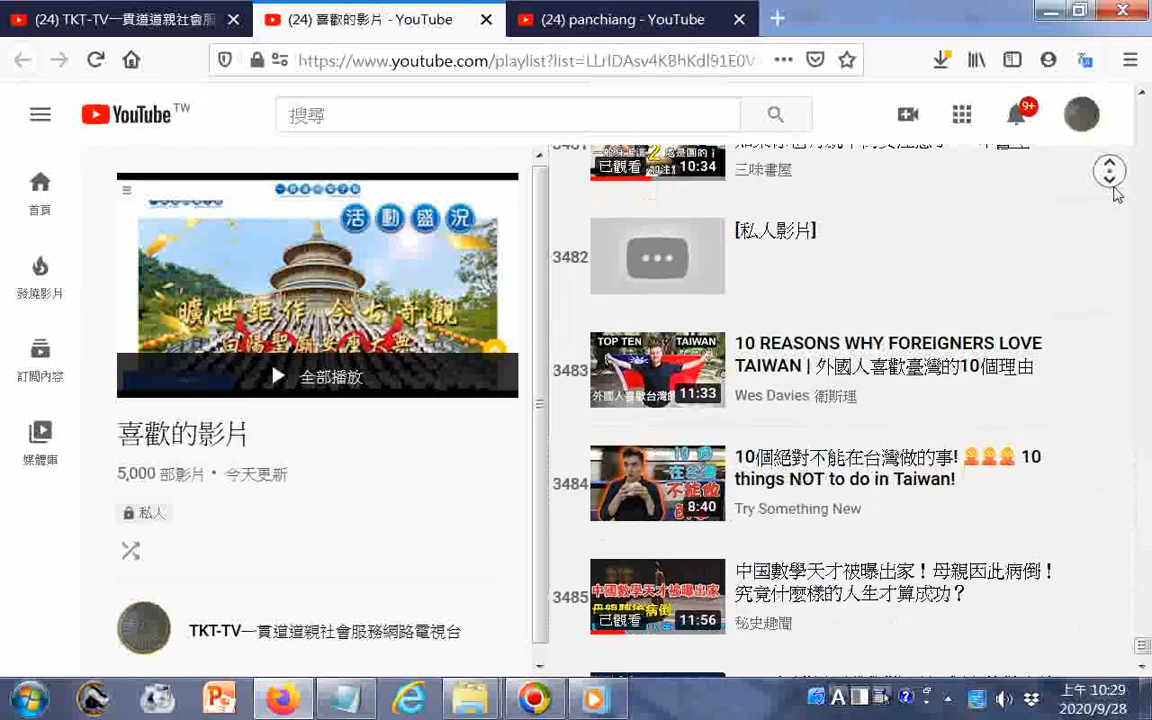 (24) TKT-TV一貫道道親社會服
(24) 喜歡的影片 - YouTube
(24) panchiang - YouTube
https://www.youtube.com/playlist?list=LLrIDAsv4KBhKdl91E0V
YouTube TW
搜尋
9+
首頁
發燒影片
訂閱內容
媒體庫
活動盛況
曠世鉅作 今古奇觀
全部播放
喜歡的影片
5,000 部影片 • 今天更新
私人
TKT-TV一貫道道親社會服務網路電視台
已觀看
10:34
三味書屋
3482
[私人影片]
3483
TOP TEN
TAIWAN
11:33
10 REASONS WHY FOREIGNERS LOVE
TAIWAN | 外國人喜歡臺灣的10個理由
Wes Davies 衛斯理
3484
10個
在台灣
不能做
8:40
10個絕對不能在台灣做的事! 🙅🙅🙅 10
things NOT to do in Taiwan!
Try Something New
3485
中國數學天才被曝出家
已觀看
11:56
中国數學天才被曝出家！母親因此病倒！
究竟什麼樣的人生才算成功？
秘史趣聞
上午 10:29
2020/9/28